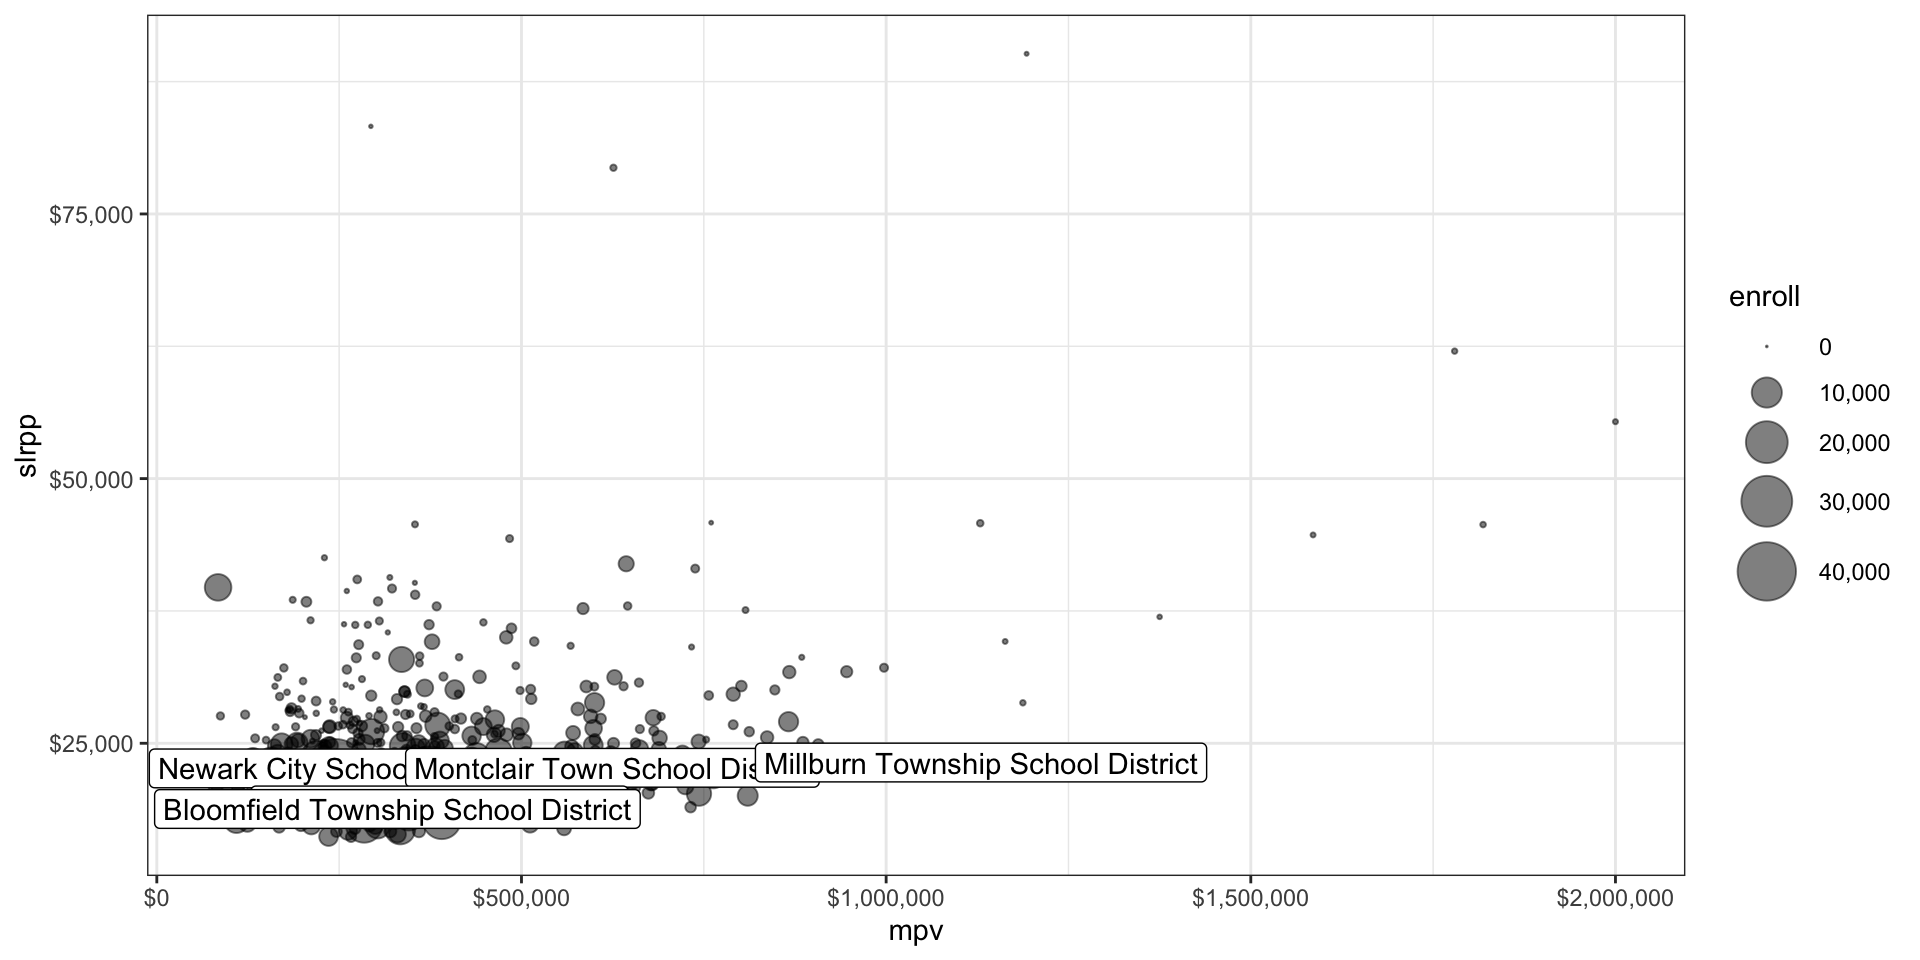 $75,000
$50,000
$25,000
slrpp
Newark City Schoo
Montclair Town School Dis
Millburn Township School District
Bloomfield Township School District
$0
$500,000
$1,000,000
$1,500,000
$2,000,000
mpv
enroll
0
10,000
20,000
30,000
40,000